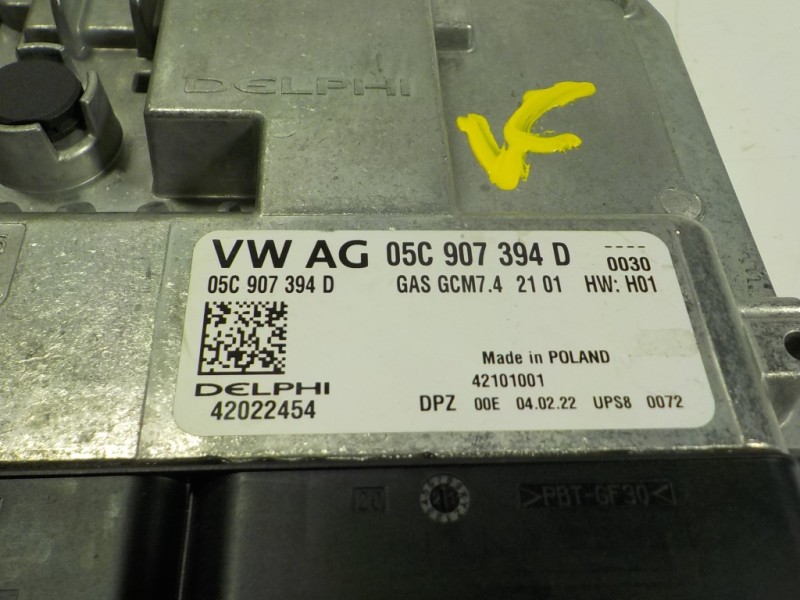 DELPHI
VW AG 05C 907 394 D ---- 0030
05C 907 394 D GAS GCM7.4 21 01 HW: H01
Made in POLAND
DELPHI 42101001
42022454 DPZ 00E 04.02.22 UPS8 0072
>PBT-GF30<